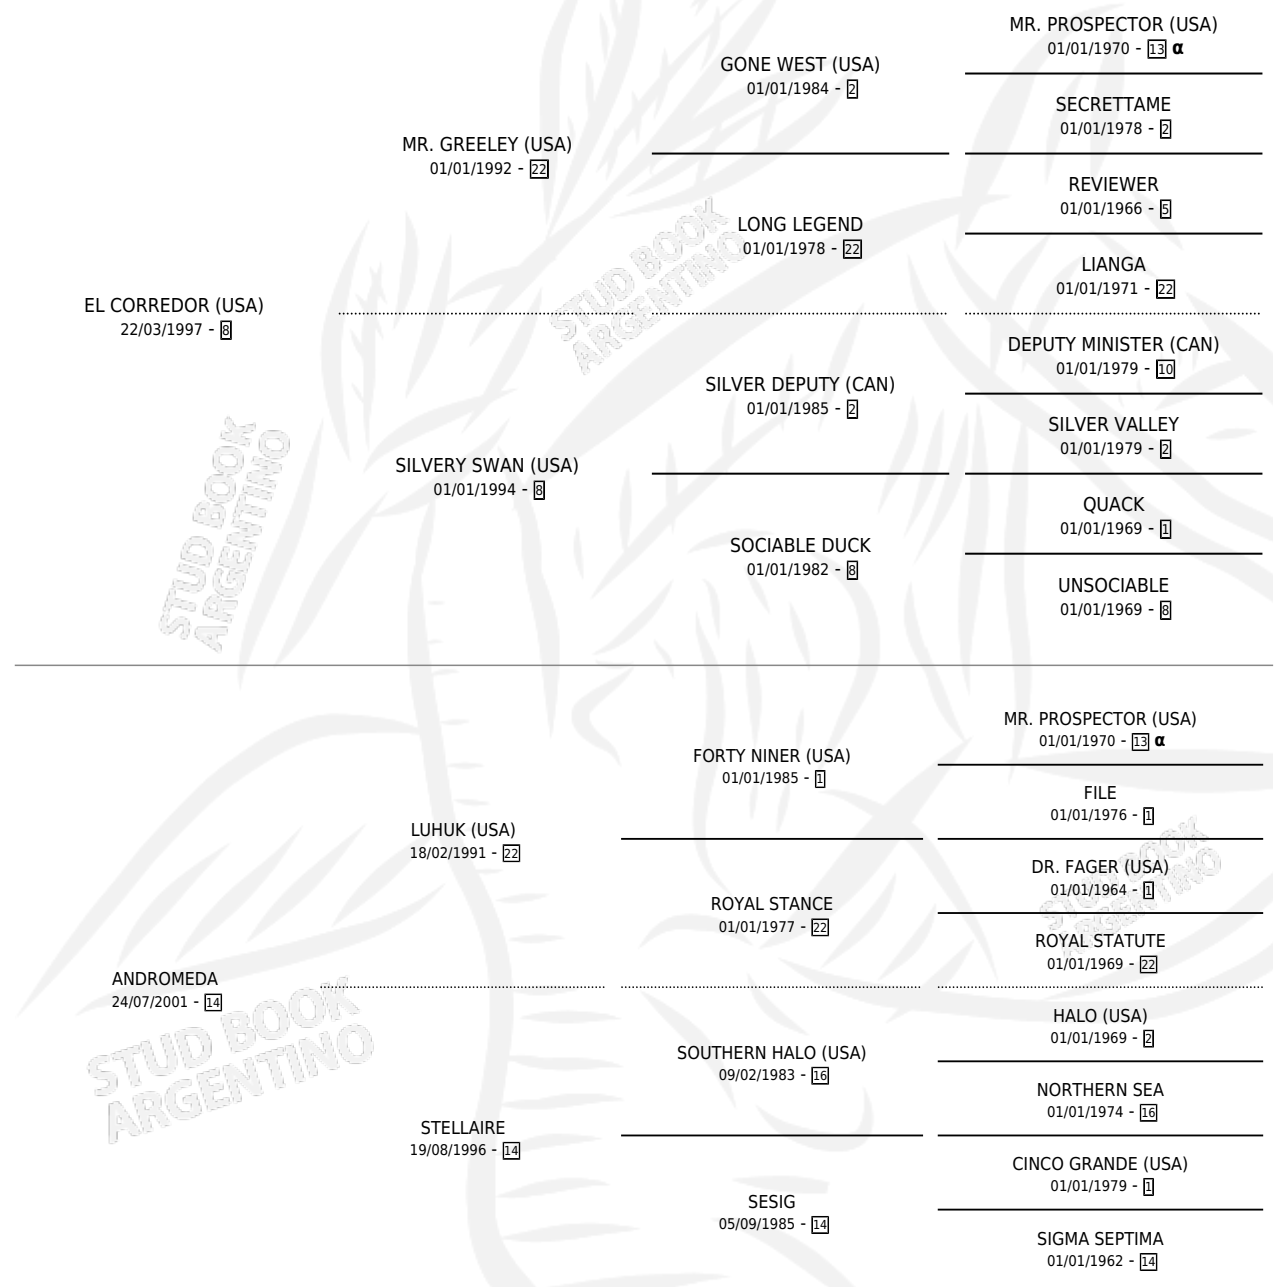 MR. PROSPECTOR (USA)
01/01/1970 - 13 α
GONE WEST (USA)
01/01/1984 - 2
SECRETTAME
01/01/1978 - 2
MR. GREELEY (USA)
01/01/1992 - 22
REVIEWER
01/01/1966 - 5
LONG LEGEND
01/01/1978 - 22
LIANGA
01/01/1971 - 22
EL CORREDOR (USA)
22/03/1997 - 8
DEPUTY MINISTER (CAN)
01/01/1979 - 10
SILVER DEPUTY (CAN)
01/01/1985 - 2
SILVER VALLEY
01/01/1979 - 2
SILVERY SWAN (USA)
01/01/1994 - 8
QUACK
01/01/1969 - 1
SOCIABLE DUCK
01/01/1982 - 8
UNSOCIABLE
01/01/1969 - 8
MR. PROSPECTOR (USA)
01/01/1970 - 13 α
FORTY NINER (USA)
01/01/1985 - 1
FILE
01/01/1976 - 1
LUHUK (USA)
18/02/1991 - 22
DR. FAGER (USA)
01/01/1964 - 1
ROYAL STANCE
01/01/1977 - 22
ROYAL STATUTE
01/01/1969 - 22
ANDROMEDA
24/07/2001 - 14
HALO (USA)
01/01/1969 - 2
SOUTHERN HALO (USA)
09/02/1983 - 16
NORTHERN SEA
01/01/1974 - 16
STELLAIRE
19/08/1996 - 14
CINCO GRANDE (USA)
01/01/1979 - 1
SESIG
05/09/1985 - 14
SIGMA SEPTIMA
01/01/1962 - 14
STUD BOOK
ARGENTINO
STUD BOOK
ARGENTINO
STUD BOOK
ARGENTINO
STUD BOOK
ARGENTINO